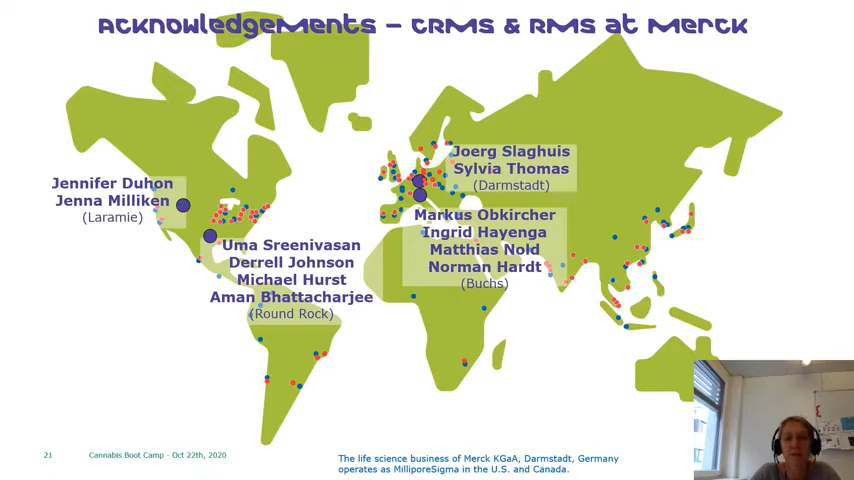 Acknowledgements – CRMs & RMs at Merck
Joerg Slaghuis
Sylvia Thomas
(Darmstadt)
Jennifer Duhon
Jenna Milliken
(Laramie)
Markus Obkircher
Ingrid Hayenga
Matthias Nold
Norman Hardt
(Buchs)
Uma Sreenivasan
Derrell Johnson
Michael Hurst
Aman Bhattacharjee
(Round Rock)
21 Cannabis Boot Camp - Oct 22th, 2020
The life science business of Merck KGaA, Darmstadt, Germany
operates as MilliporeSigma in the U.S. and Canada.